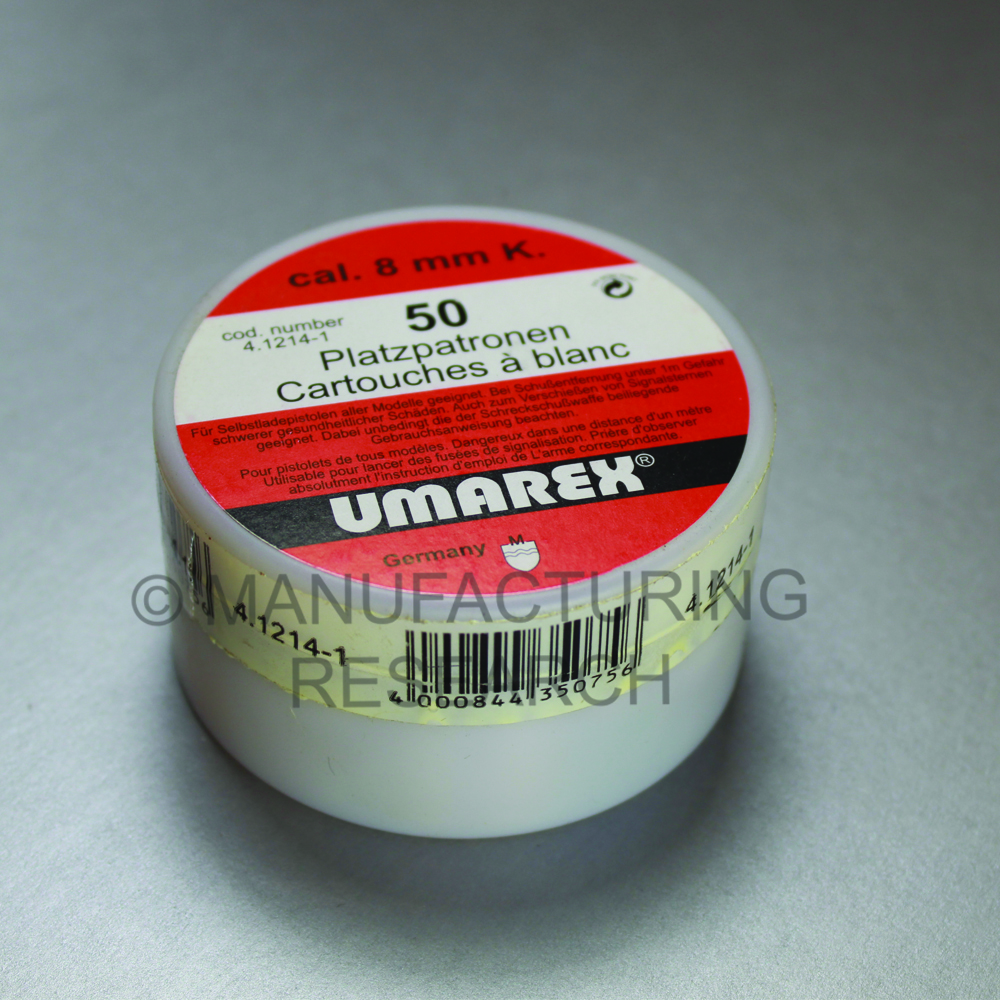 cal. 8 mm K.
50
cod. number
4.1214-1
Platzpatronen
Cartouches à blanc
Für Selbstladepistolen aller Modelle geeignet. Bei Schußentfernung unter 1m Gefahr
schwerer gesundheitlicher Schäden. Auch zum Verschießen von Signalsternen
geeignet. Dabei unbedingt die der Schreckschußwaffe beiliegende
Gebrauchsanweisung beachten.
Pour pistolets de tous modèles. Dangereux dans une distance d'un mètre
Utilisable pour lancer des fusées de signalisation. Prière d'observer
absolutment l'instruction d'emploi de L'arme correspondante.
UMAREX®
Germany M
4.1214-1
4.1214-1
4 000844 350756
© MANUFACTURING
RESEARCH